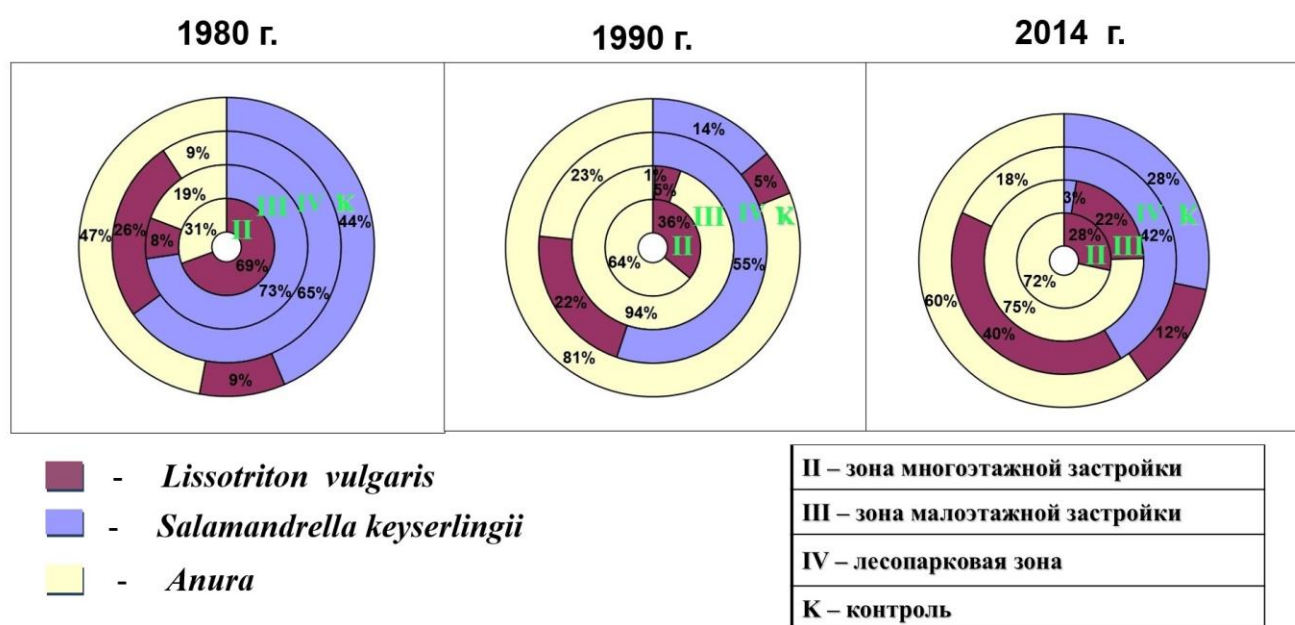 1980 г.
1990 г.
2014 г.
9%
19%
31%
II
III
IV
K
47%
26%
8%
44%
69%
73%
65%
9%
14%
23%
1%
5%
5%
36%
III
IV
K
II
64%
55%
22%
94%
81%
18%
3%
28%
22%
IV
K
28%
42%
II
III
72%
60%
75%
40%
12%
- Lissotriton vulgaris
- Salamandrella keyserlingii
- Anura
II – зона многоэтажной застройки
III – зона малоэтажной застройки
IV – лесопарковая зона
K – контроль